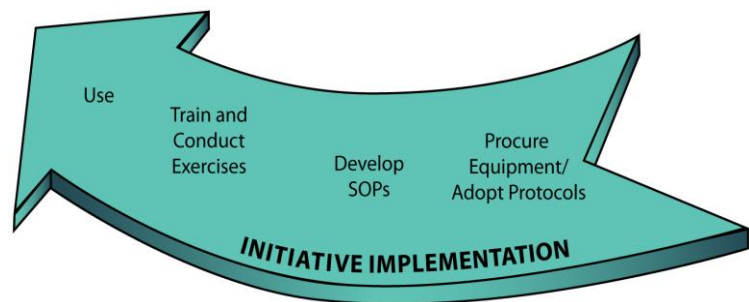 Use
Train and
Conduct
Exercises
Develop
SOPs
Procure
Equipment/
Adopt Protocols
INITIATIVE IMPLEMENTATION